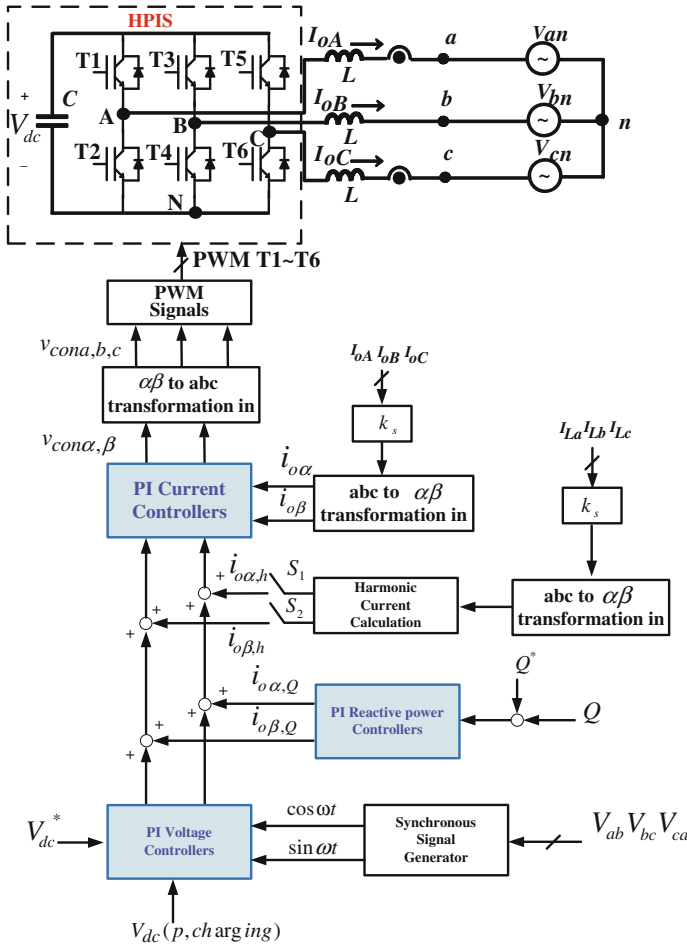 HPIS
T1 T3 T5
+
V_dc
−
C
A
B
C
T2 T4 T6
N
I_oA
L
a
V_an
I_oB
L
b
V_bn
n
I_oC
L
c
V_cn
~
~
~
PWM T1~T6
PWM
Signals
v_cona,b,c
αβ to abc
transformation in
v_conα,β
PI Current
Controllers
I_oA I_oB I_oC
k_s
i_oα
i_oβ
abc to αβ
transformation in
I_La I_Lb I_Lc
k_s
abc to αβ
transformation in
+
i_oα,h
S_1
+
S_2
i_oβ,h
+
+
Harmonic
Current
Calculation
+
i_oα,Q
+
i_oβ,Q
+
+
PI Reactive power
Controllers
Q^*
Q
V_dc^*
PI Voltage
Controllers
cos ωt
sin ωt
Synchronous
Signal
Generator
V_ab V_bc V_ca
V_dc(p,charging)